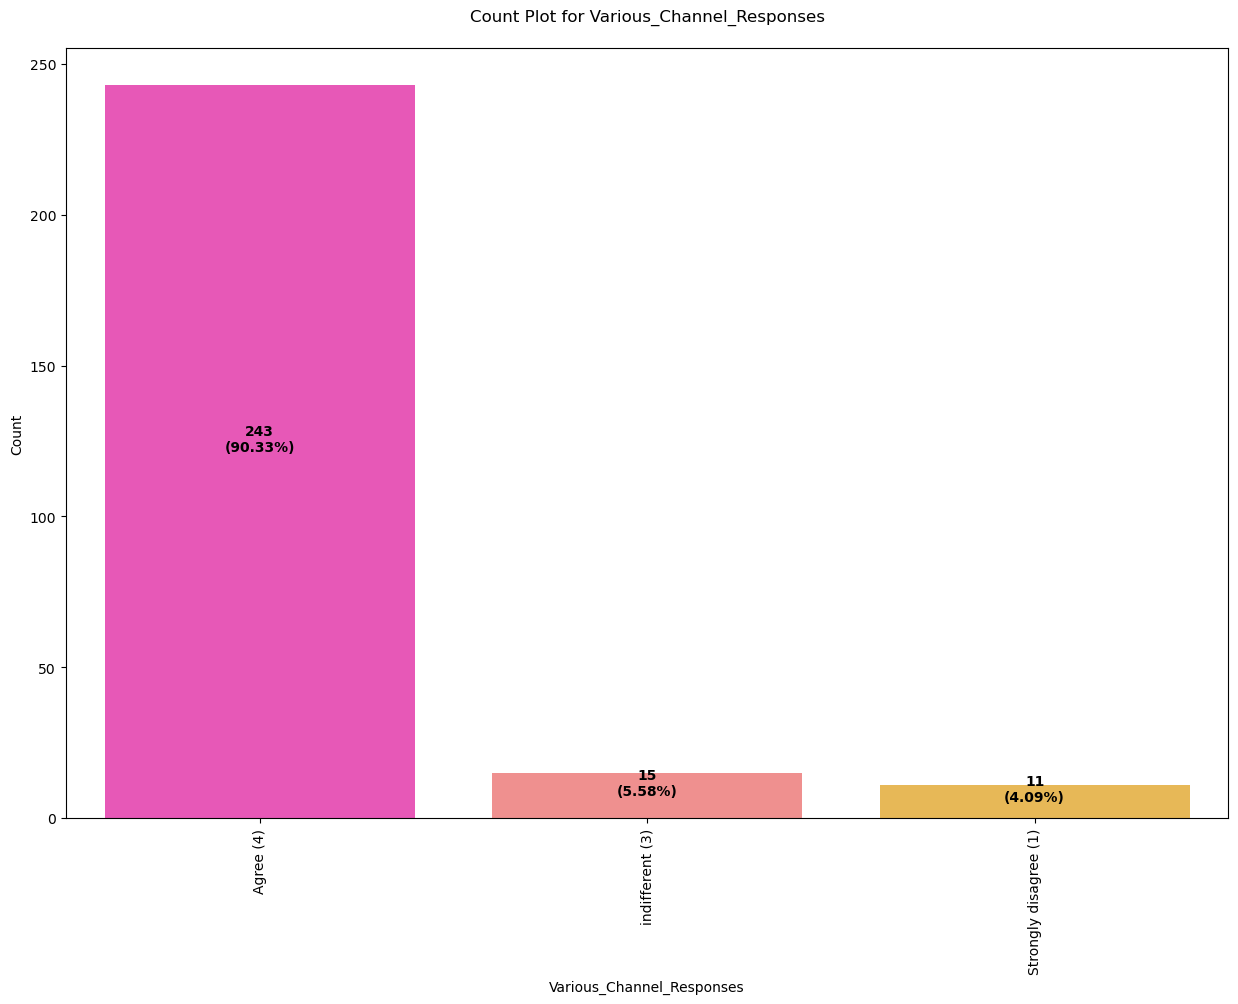 Count Plot for Various_Channel_Responses
250
200
150
100
50
0
Count
243
(90.33%)
15
(5.58%)
11
(4.09%)
Agree (4)
indifferent (3)
Strongly disagree (1)
Various_Channel_Responses